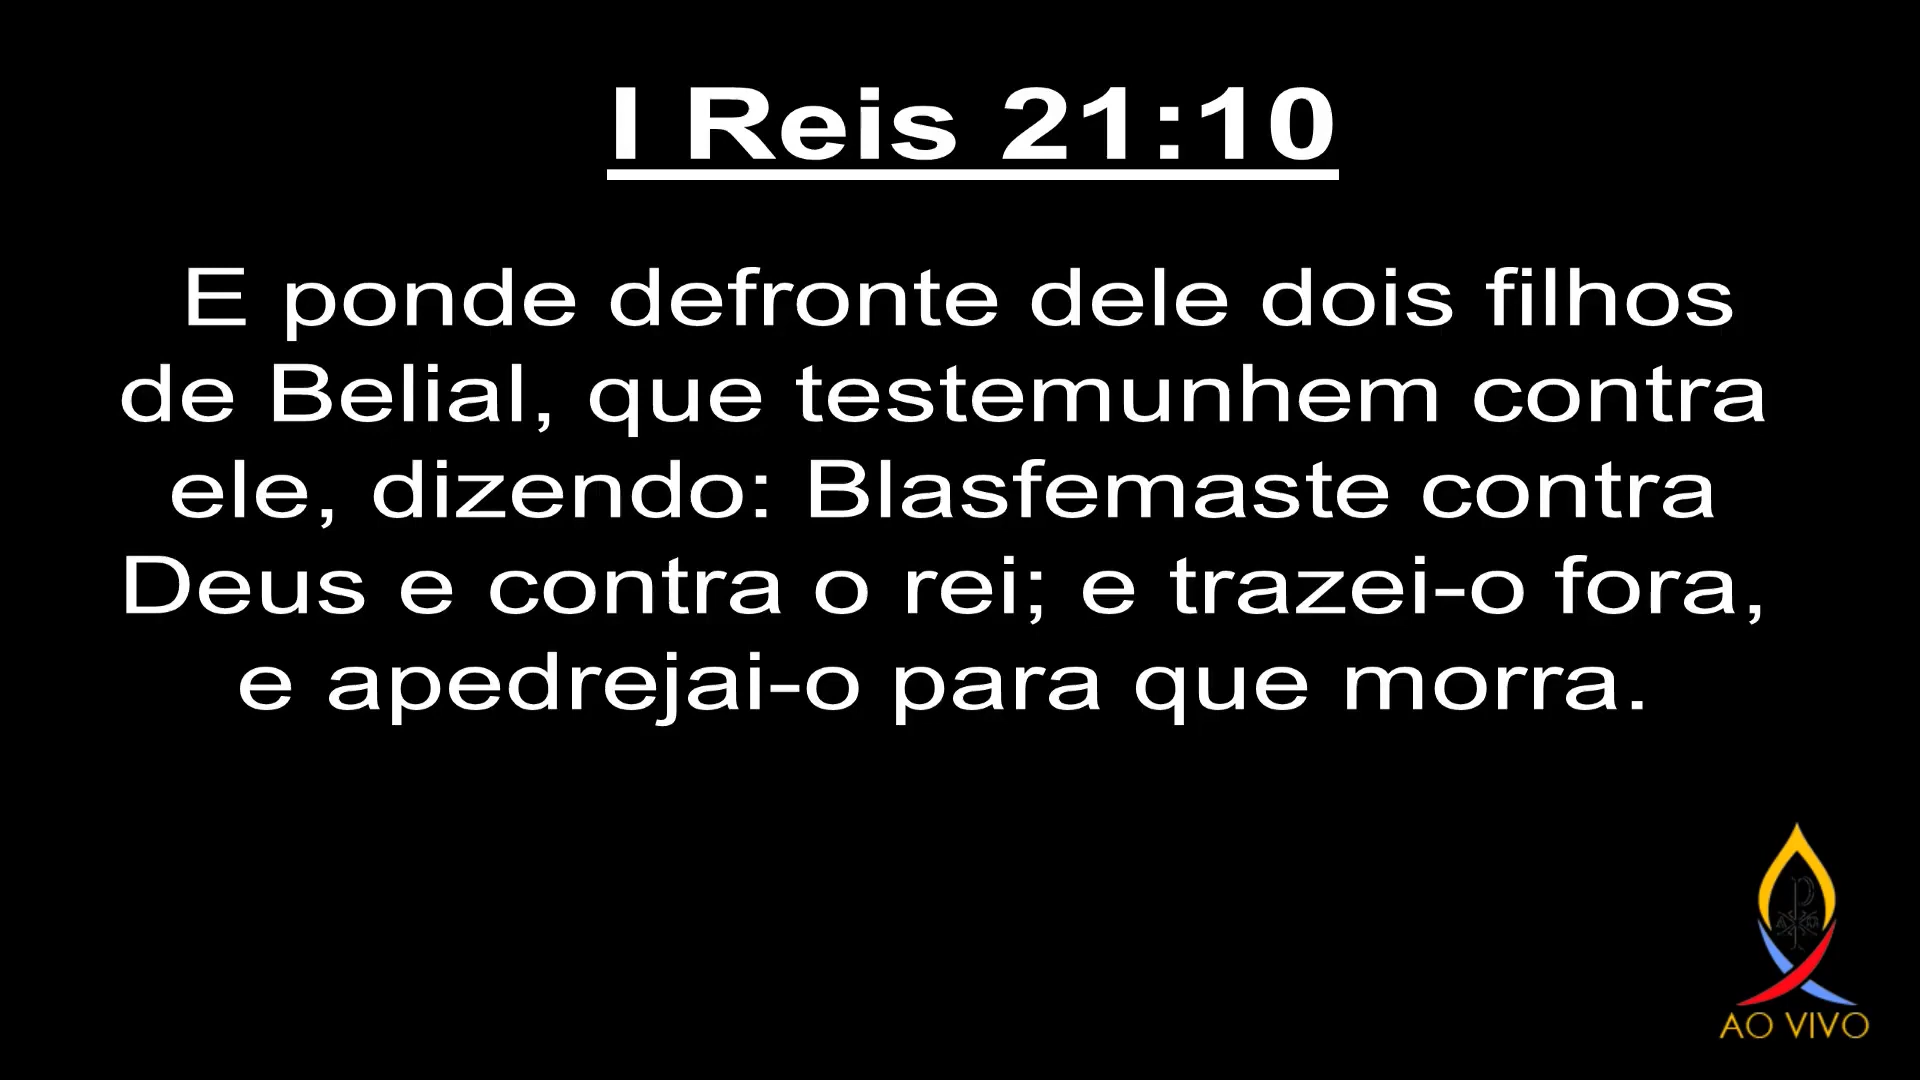 I Reis 21:10
E ponde defronte dele dois filhos
de Belial, que testemunhem contra
ele, dizendo: Blasfemaste contra
Deus e contra o rei; e trazei-o fora,
e apedrejai-o para que morra.
AO VIVO